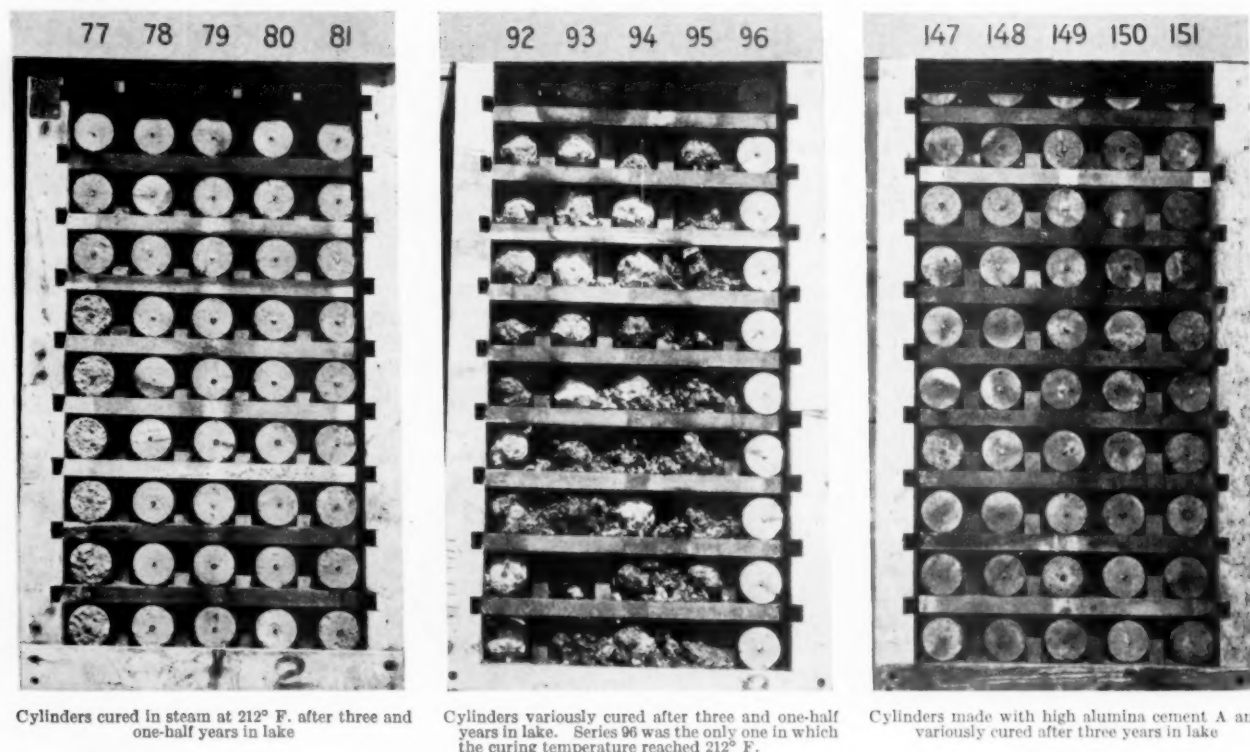 77 78 79 80 81
92 93 94 95 96
147 148 149 150 151
1 2
Cylinders cured in steam at 212° F. after three and
one-half years in lake
Cylinders variously cured after three and one-half
years in lake. Series 96 was the only one in which
the curing temperature reached 212° F.
Cylinders made with high alumina cement A an
variously cured after three years in lake